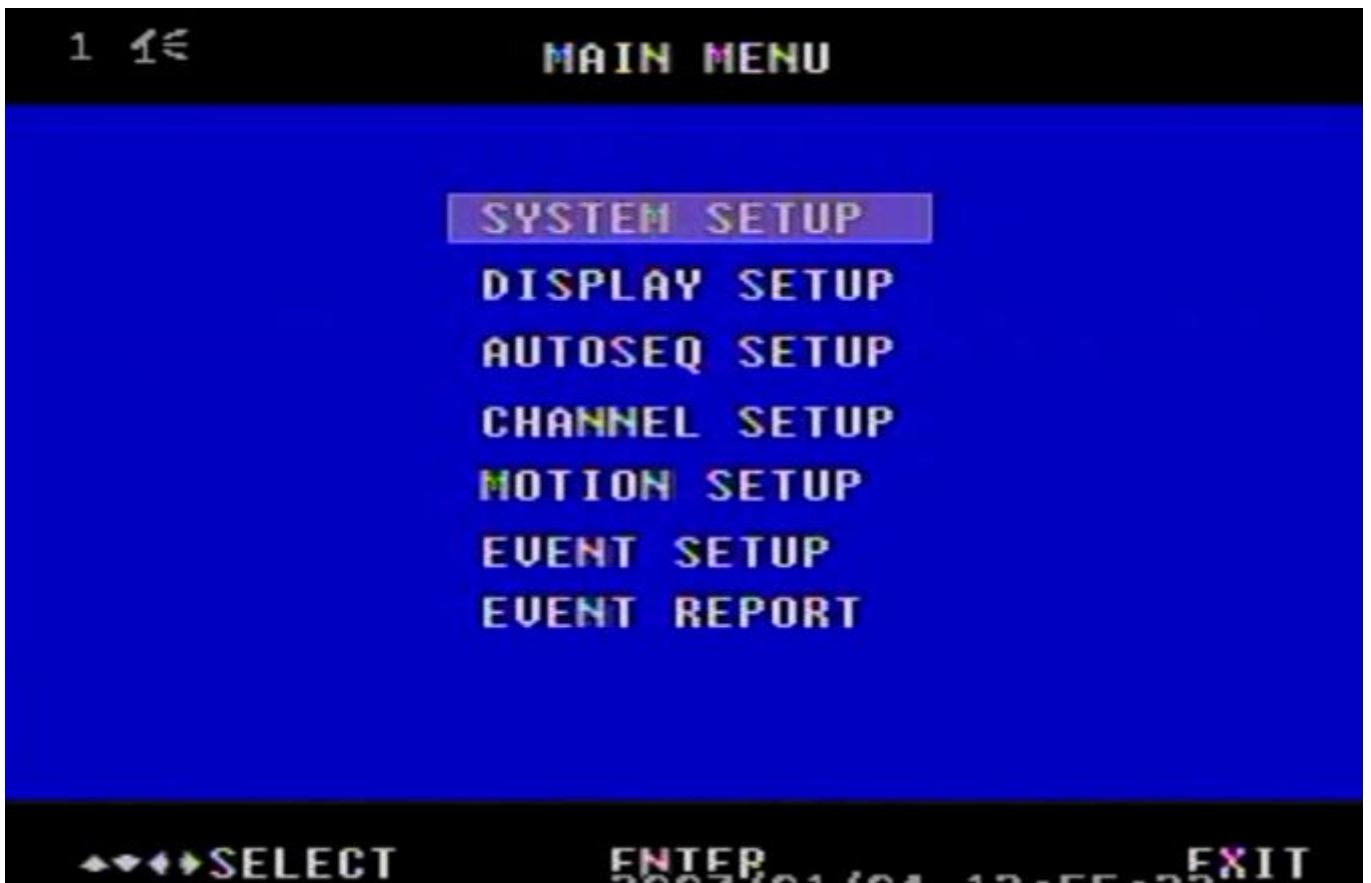 1 1
MAIN MENU
SYSTEM SETUP
DISPLAY SETUP
AUTOSEQ SETUP
CHANNEL SETUP
MOTION SETUP
EVENT SETUP
EVENT REPORT
SELECT ENTER EXIT